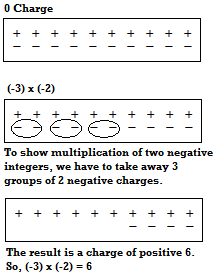 0 Charge
+ + + + + + + + + +
− − − − − − − − − −
(-3) x (-2)
+ + + + + + + + + +
− − − − − − − − − −
To show multiplication of two negative
integers, we have to take away 3
groups of 2 negative charges.
+ + + + + + + + + +
− − − −
The result is a charge of positive 6.
So, (-3) x (-2) = 6